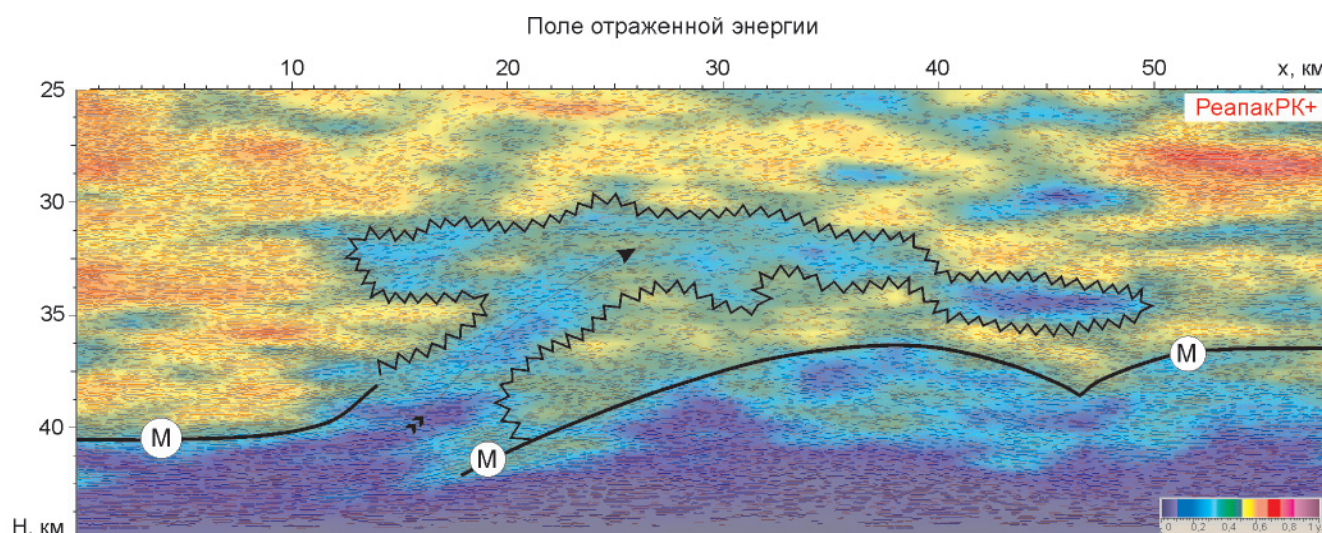 Поле отраженной энергии
10 20 30 40 50 х, км
25
РеапакРК+
30
35
М
40
М
М
Н, км
0 0,2 0,4 0,6 0,8 1